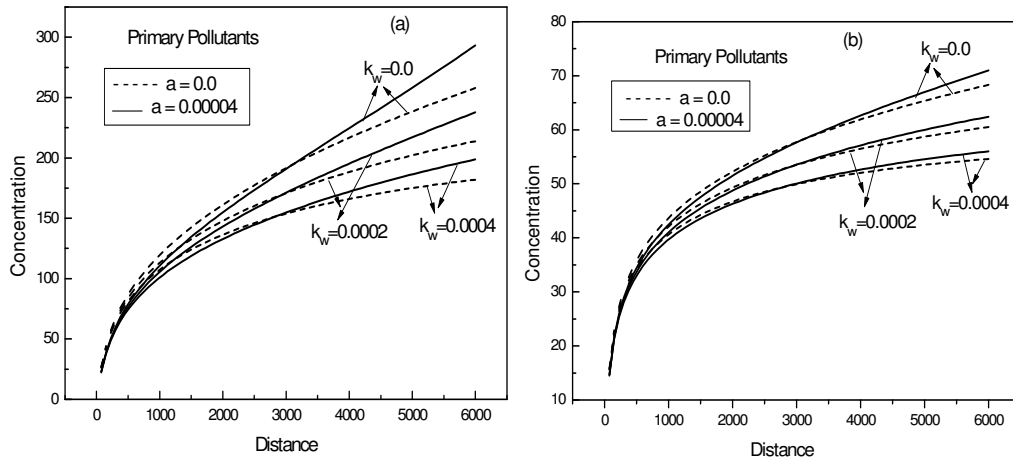 (a)
Primary Pollutants
a = 0.0
a = 0.00004
k_w=0.0
k_w=0.0002
k_w=0.0004
300
250
200
150
100
50
0
Concentration
0 1000 2000 3000 4000 5000 6000
Distance
(b)
Primary Pollutants
a = 0.0
a = 0.00004
k_w=0.0
k_w=0.0004
k_w=0.0002
80
70
60
50
40
30
20
10
Concentration
0 1000 2000 3000 4000 5000 6000
Distance